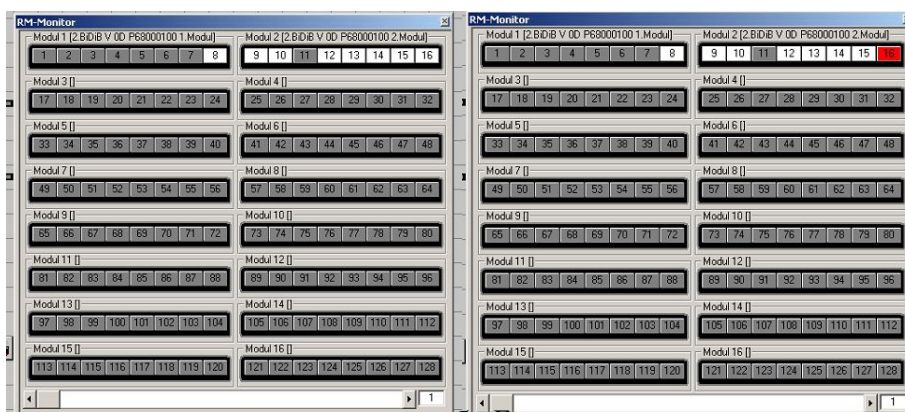 RM-Monitor
Modul 1 [2.BiDiB V 0D P68000100 1.Modul] Modul 2 [2.BiDiB V 0D P68000100 2.Modul]
1 2 3 4 5 6 7 8 9 10 11 12 13 14 15 16
Modul 3 [] Modul 4 []
17 18 19 20 21 22 23 24 25 26 27 28 29 30 31 32
Modul 5 [] Modul 6 []
33 34 35 36 37 38 39 40 41 42 43 44 45 46 47 48
Modul 7 [] Modul 8 []
49 50 51 52 53 54 55 56 57 58 59 60 61 62 63 64
Modul 9 [] Modul 10 []
65 66 67 68 69 70 71 72 73 74 75 76 77 78 79 80
Modul 11 [] Modul 12 []
81 82 83 84 85 86 87 88 89 90 91 92 93 94 95 96
Modul 13 [] Modul 14 []
97 98 99 100 101 102 103 104 105 106 107 108 109 110 111 112
Modul 15 [] Modul 16 []
113 114 115 116 117 118 119 120 121 122 123 124 125 126 127 128
1
RM-Monitor
Modul 1 [2.BiDiB V 0D P68000100 1.Modul] Modul 2 [2.BiDiB V 0D P68000100 2.Modul]
1 2 3 4 5 6 7 8 9 10 11 12 13 14 15 16
Modul 3 [] Modul 4 []
17 18 19 20 21 22 23 24 25 26 27 28 29 30 31 32
Modul 5 [] Modul 6 []
33 34 35 36 37 38 39 40 41 42 43 44 45 46 47 48
Modul 7 [] Modul 8 []
49 50 51 52 53 54 55 56 57 58 59 60 61 62 63 64
Modul 9 [] Modul 10 []
65 66 67 68 69 70 71 72 73 74 75 76 77 78 79 80
Modul 11 [] Modul 12 []
81 82 83 84 85 86 87 88 89 90 91 92 93 94 95 96
Modul 13 [] Modul 14 []
97 98 99 100 101 102 103 104 105 106 107 108 109 110 111 112
Modul 15 [] Modul 16 []
113 114 115 116 117 118 119 120 121 122 123 124 125 126 127 128
1